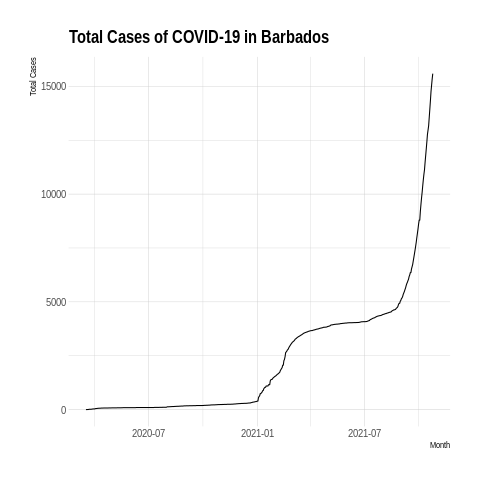 Total Cases of COVID-19 in Barbados
Total Cases
15000
10000
5000
0
2020-07 2021-01 2021-07
Month